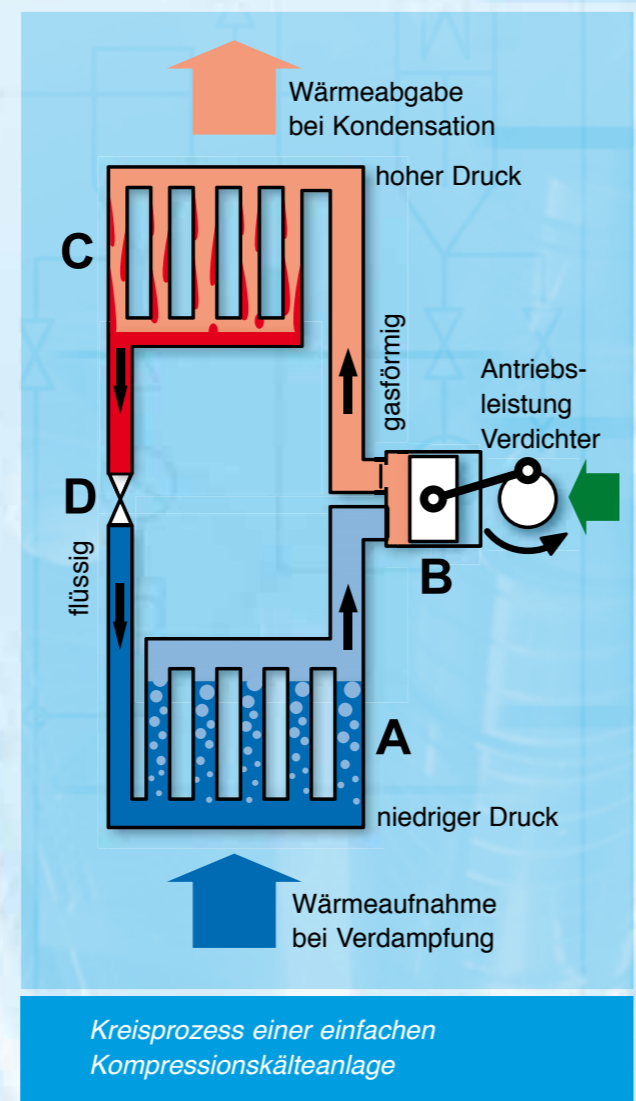 Wärmeabgabe
bei Kondensation
hoher Druck
C
gasförmig
Antriebs-
leistung
Verdichter
D
B
flüssig
A
niedriger Druck
Wärmeaufnahme
bei Verdampfung
Kreisprozess einer einfachen
Kompressionskälteanlage